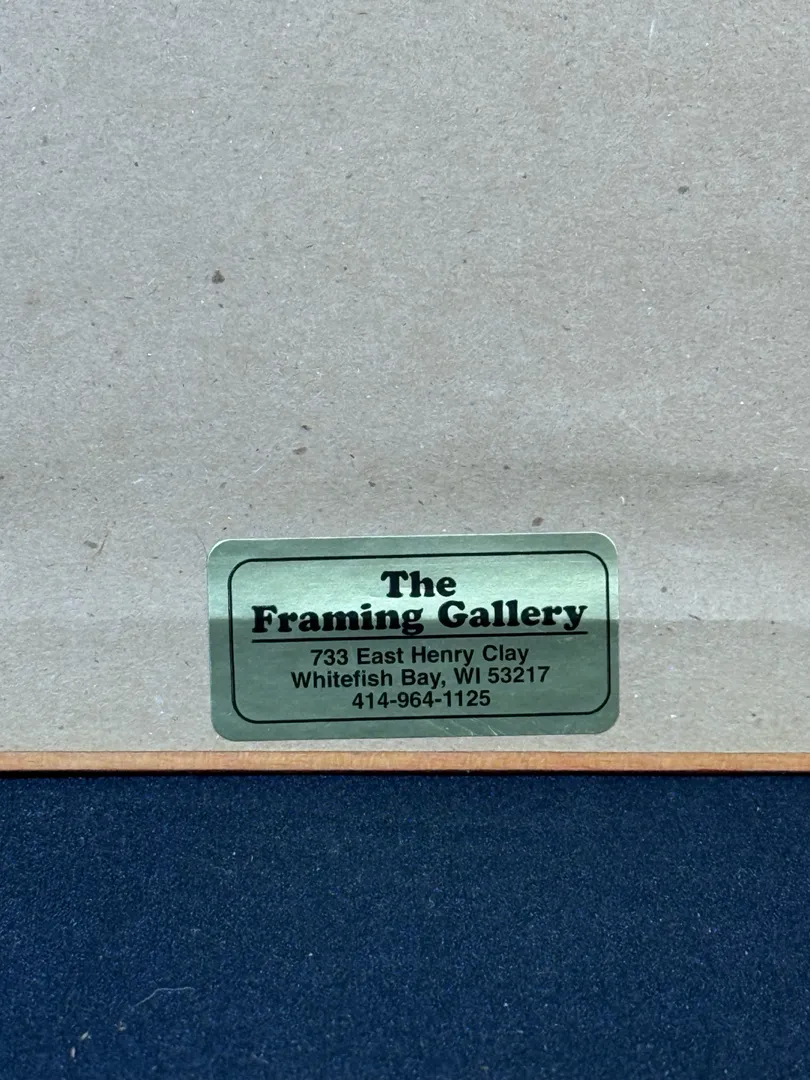 The
Framing Gallery
733 East Henry Clay
Whitefish Bay, WI 53217
414-964-1125